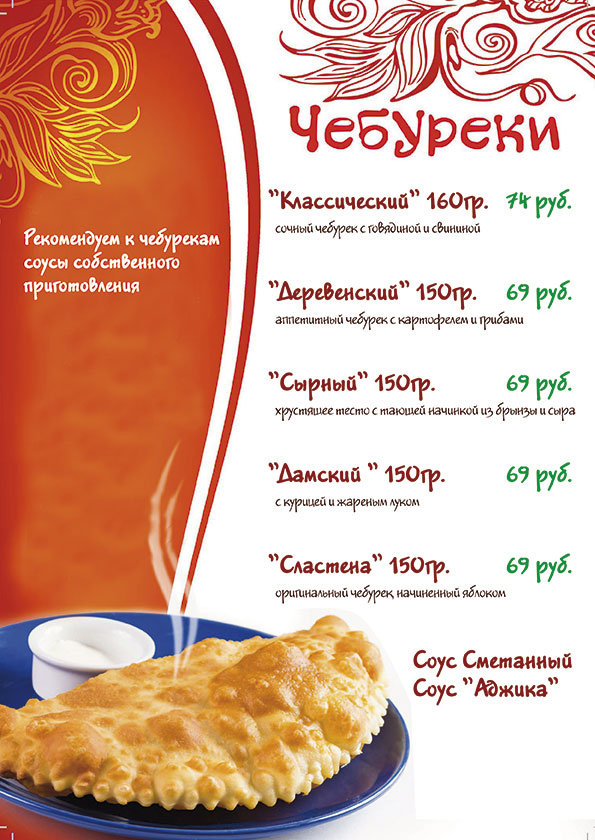 Чебуреки
"Классический" 160гр. 74 руб.
сочный чебурек с говядиной и свининой
Рекомендуем к чебурекам
соусы собственного
приготовления
"Деревенский" 150гр. 69 руб.
аппетитный чебурек с картофелем и грибами
"Сырный" 150гр. 69 руб.
хрустящее тесто с тающей начинкой из брынзы и сыра
"Дамский " 150гр. 69 руб.
с курицей и жареным луком
"Сластена" 150гр. 69 руб.
оригинальный чебурек, начиненный яблоком
Соус Сметанный
Соус "Аджика"